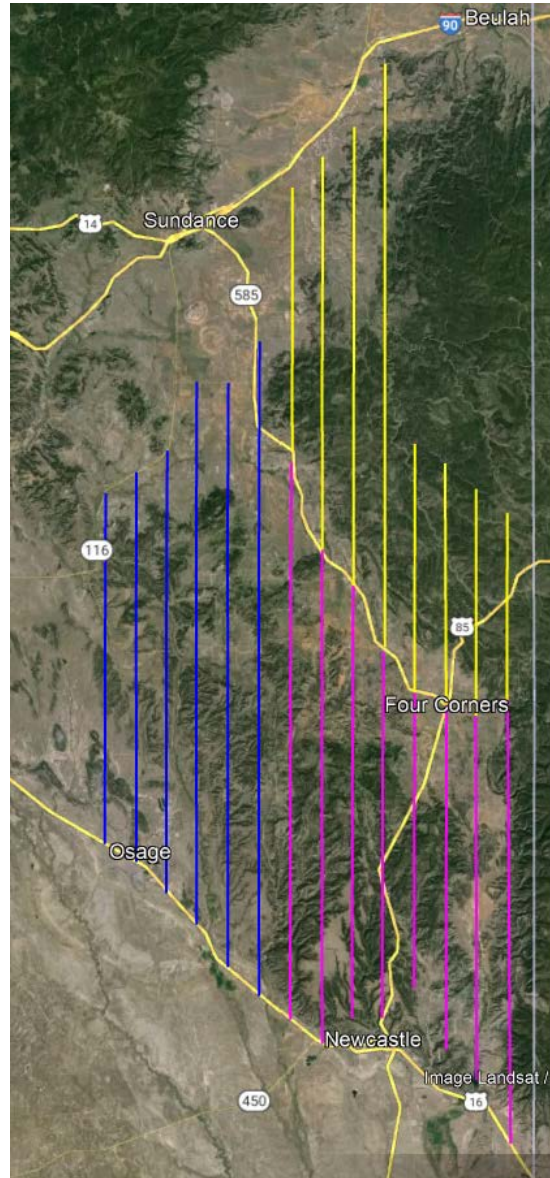 90
Beulah
Sundance
14
585
116
85
Four Corners
Osage
Newcastle
Image Landsat /
450
16